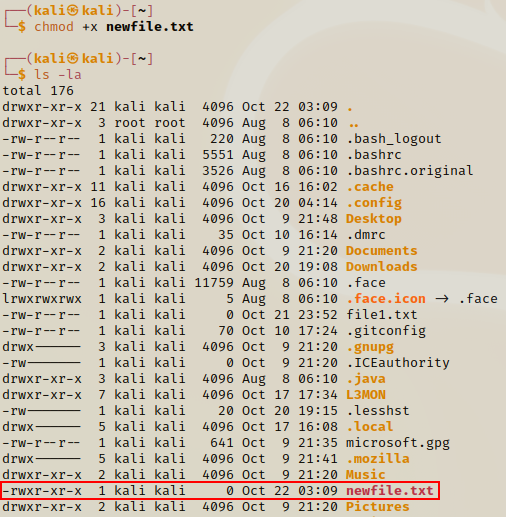 ┌──(kali㉿kali)-[~]
└─$ chmod +x newfile.txt
┌──(kali㉿kali)-[~]
└─$ ls -la
total 176
drwxr-xr-x 21 kali kali  4096 Oct 22 03:09 .
drwxr-xr-x  3 root root  4096 Aug  8 06:10 ..
-rw-r--r--  1 kali kali   220 Aug  8 06:10 .bash_logout
-rw-r--r--  1 kali kali  5551 Aug  8 06:10 .bashrc
-rw-r--r--  1 kali kali  3526 Aug  8 06:10 .bashrc.original
drwxr-xr-x 11 kali kali  4096 Oct 16 16:02 .cache
drwxr-xr-x 16 kali kali  4096 Oct 20 04:14 .config
drwxr-xr-x  3 kali kali  4096 Oct  9 21:48 Desktop
-rw-r--r--  1 kali kali    35 Oct 10 16:14 .dmrc
drwxr-xr-x  2 kali kali  4096 Oct  9 21:20 Documents
drwxr-xr-x  2 kali kali  4096 Oct 20 19:08 Downloads
-rw-r--r--  1 kali kali 11759 Aug  8 06:10 .face
lrwxrwxrwx  1 kali kali     5 Aug  8 06:10 .face.icon -> .face
-rw-r--r--  1 kali kali     0 Oct 21 23:52 file1.txt
-rw-r--r--  1 kali kali    70 Oct 10 17:24 .gitconfig
drwx------  3 kali kali  4096 Oct  9 21:20 .gnupg
-rw-------  1 kali kali     0 Oct  9 21:20 .ICEauthority
drwxr-xr-x  3 kali kali  4096 Aug  8 06:10 .java
drwxr-xr-x  7 kali kali  4096 Oct 17 17:34 L3MON
-rw-------  1 kali kali    20 Oct 20 19:15 .lesshst
drwx------  5 kali kali  4096 Oct 17 16:08 .local
-rw-r--r--  1 kali kali   641 Oct  9 21:35 microsoft.gpg
drwx------  5 kali kali  4096 Oct  9 21:41 .mozilla
drwxr-xr-x  2 kali kali  4096 Oct  9 21:20 Music
-rwxr-xr-x  1 kali kali     0 Oct 22 03:09 newfile.txt
drwxr-xr-x  2 kali kali  4096 Oct  9 21:20 Pictures